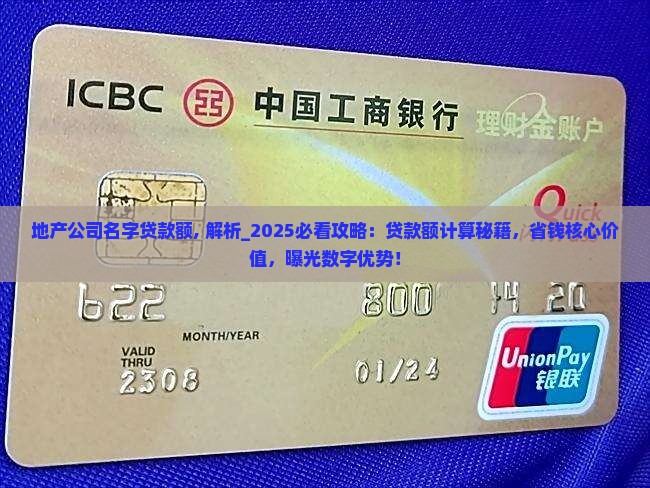 ICBC 中国工商银行
理财金账户
Quick
地产公司名字贷款额, 解析_2025必看攻略：贷款额计算秘籍，省钱核心价
值，曝光数字优势！
622 800 14 20
MONTH/YEAR
VALID
THRU
2308 01/24
UnionPay
银联